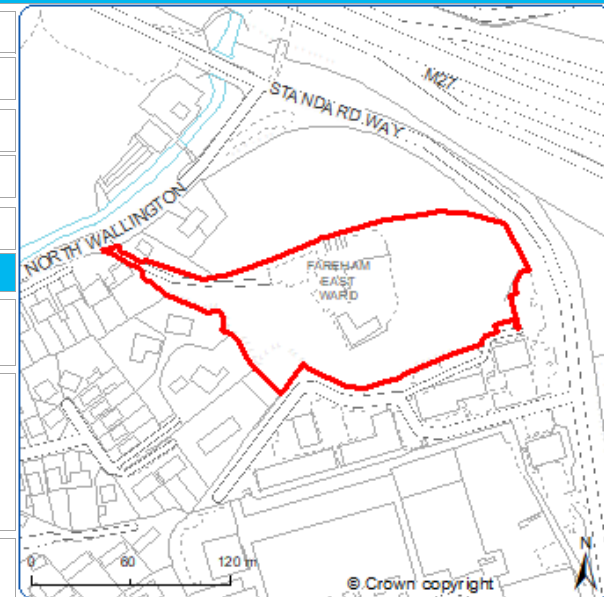 M27
STANDARD WAY
NORTH WALLINGTON
FAREHAM
EAST
WARD
0 60 120 m
© Crown copyright
N